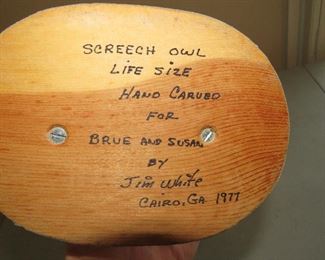 SCREECH OWL
LIFE SIZE
HAND CARVED
FOR
BRUE AND SUSAN
BY
Jim White
CAIRO, GA 1977